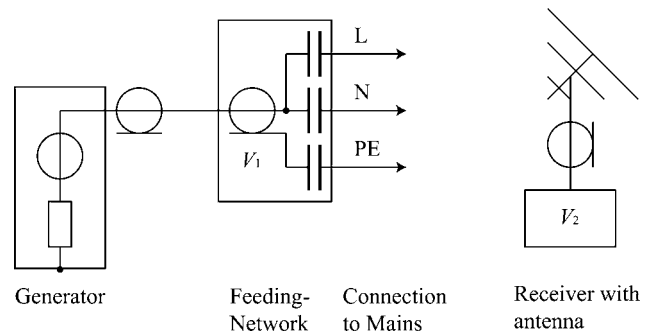 L
N
PE
V1
V2
Generator
Feeding-
Network
Connection
to Mains
Receiver with
antenna